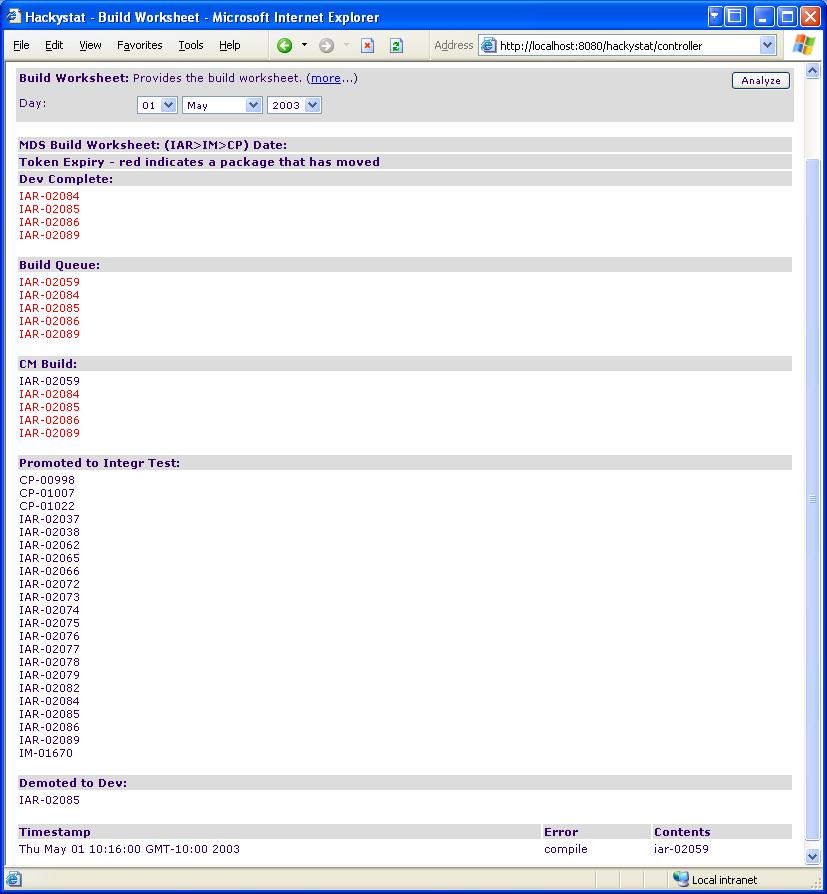 Hackystat - Build Worksheet - Microsoft Internet Explorer
File Edit View Favorites Tools Help Address http://localhost:8080/hackystat/controller
Build Worksheet: Provides the build worksheet. (more...) Analyze
Day: 01 May 2003
MDS Build Worksheet: (IAR>IM>CP) Date:
Token Expiry - red indicates a package that has moved
Dev Complete:
IAR-02084
IAR-02085
IAR-02086
IAR-02089
Build Queue:
IAR-02059
IAR-02084
IAR-02085
IAR-02086
IAR-02089
CM Build:
IAR-02059
IAR-02084
IAR-02085
IAR-02086
IAR-02089
Promoted to Integr Test:
CP-00998
CP-01007
CP-01022
IAR-02037
IAR-02038
IAR-02062
IAR-02065
IAR-02066
IAR-02072
IAR-02073
IAR-02074
IAR-02075
IAR-02076
IAR-02077
IAR-02078
IAR-02079
IAR-02082
IAR-02084
IAR-02085
IAR-02086
IAR-02089
IM-01670
Demoted to Dev:
IAR-02085
Timestamp Error Contents
Thu May 01 10:16:00 GMT-10:00 2003 compile iar-02059
Local intranet